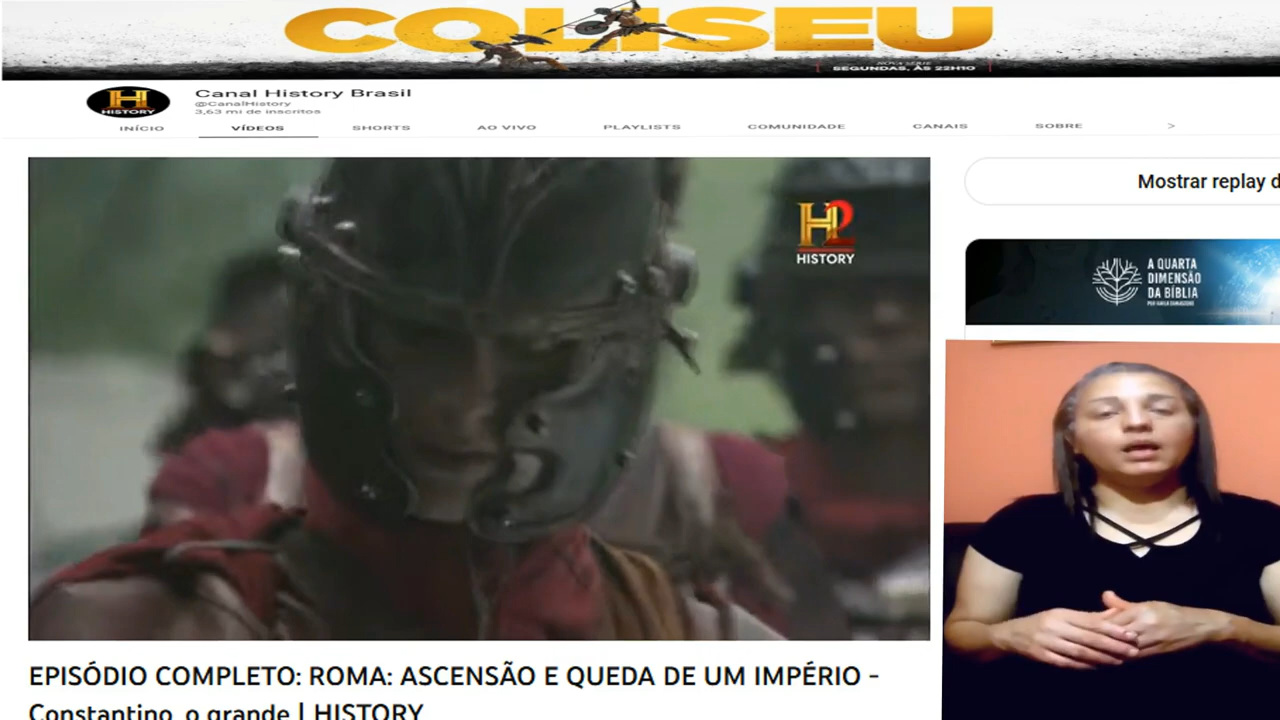 COLISEU
NOVA SÉRIE
SEGUNDAS, ÀS 22H10
H
HISTORY
Canal History Brasil
@CanalHistory
3,63 mi de inscritos
INÍCIO
VÍDEOS
SHORTS
AO VIVO
PLAYLISTS
COMUNIDADE
CANAIS
SOBRE
>
H2
HISTORY
Mostrar replay d
A QUARTA
DIMENSÃO
DA BÍBLIA
EPISÓDIO COMPLETO: ROMA: ASCENSÃO E QUEDA DE UM IMPÉRIO -
Constantino, o grande | HISTORY